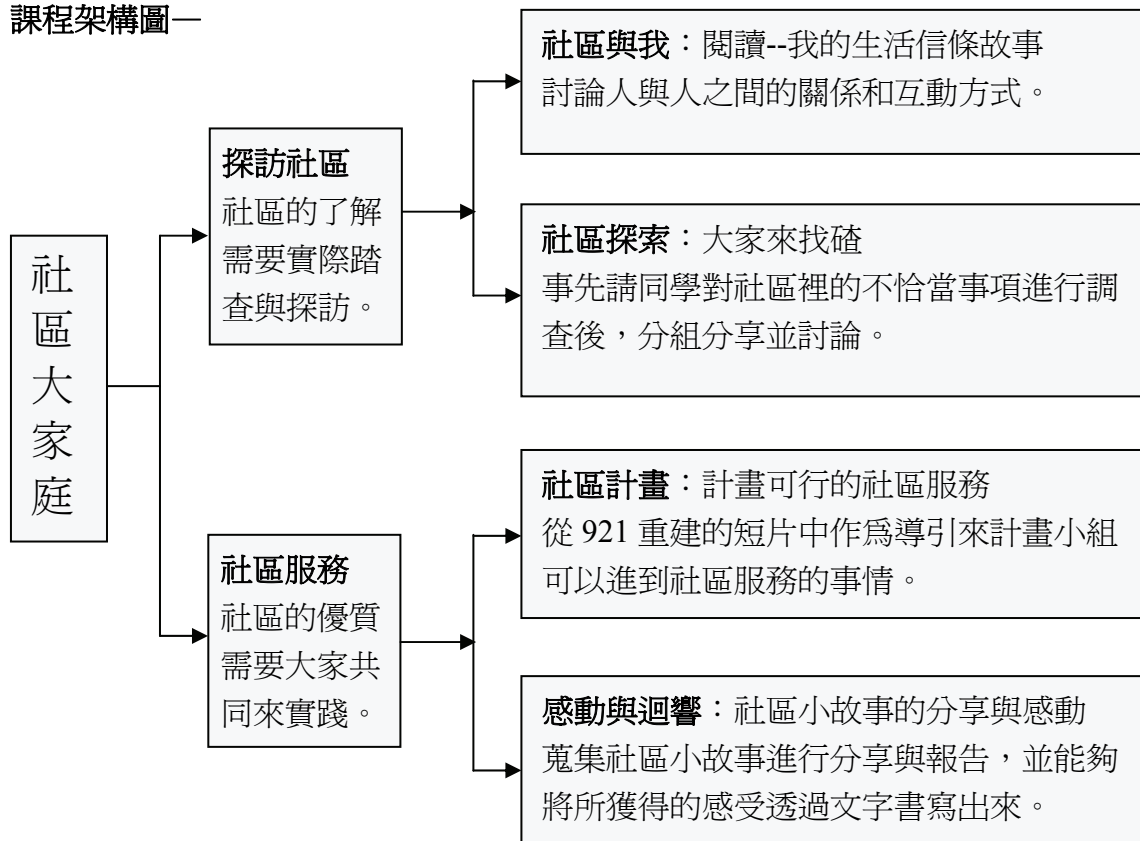 課程架構圖—
社區大家庭
探訪社區
社區的了解
需要實際踏
查與探訪。
社區與我：閱讀--我的生活信條故事
討論人與人之間的關係和互動方式。
社區探索：大家來找碴
事先請同學對社區裡的不恰當事項進行調
查後，分組分享並討論。
社區服務
社區的優質
需要大家共
同來實踐。
社區計畫：計畫可行的社區服務
從 921 重建的短片中作為導引來計畫小組
可以進到社區服務的事情。
感動與迴響：社區小故事的分享與感動
蒐集社區小故事進行分享與報告，並能夠
將所獲得的感受透過文字書寫出來。